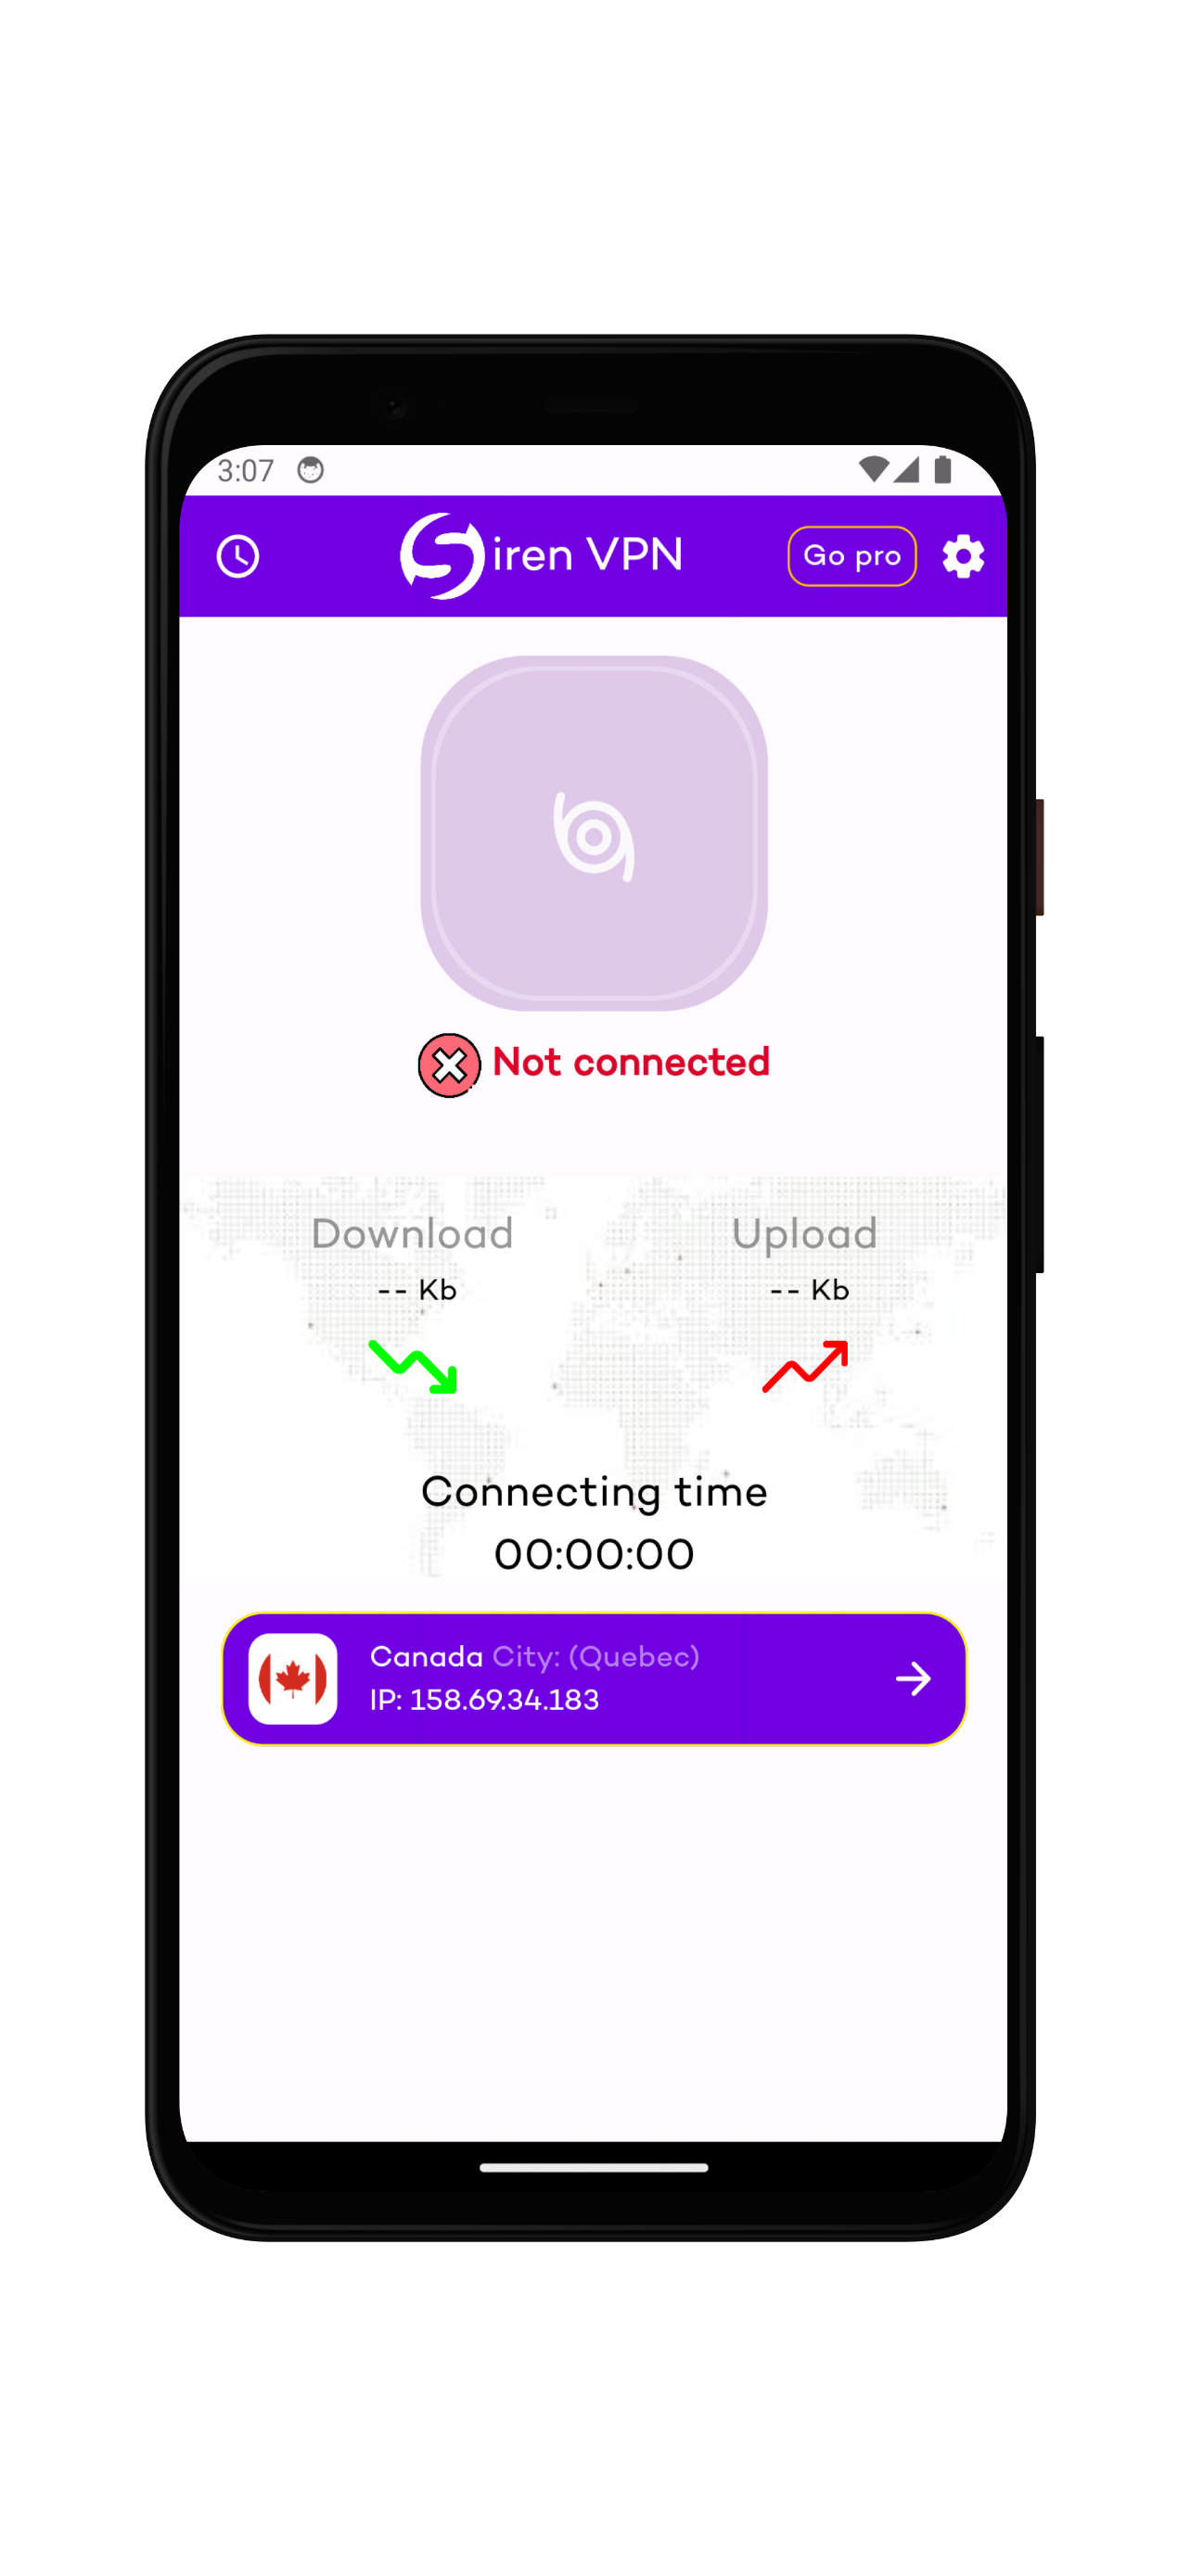 3:07
Siren VPN
Go pro
Not connected
Download
Upload
-- Kb
-- Kb
Connecting time
00:00:00
Canada City: (Quebec)
IP: 158.69.34.183